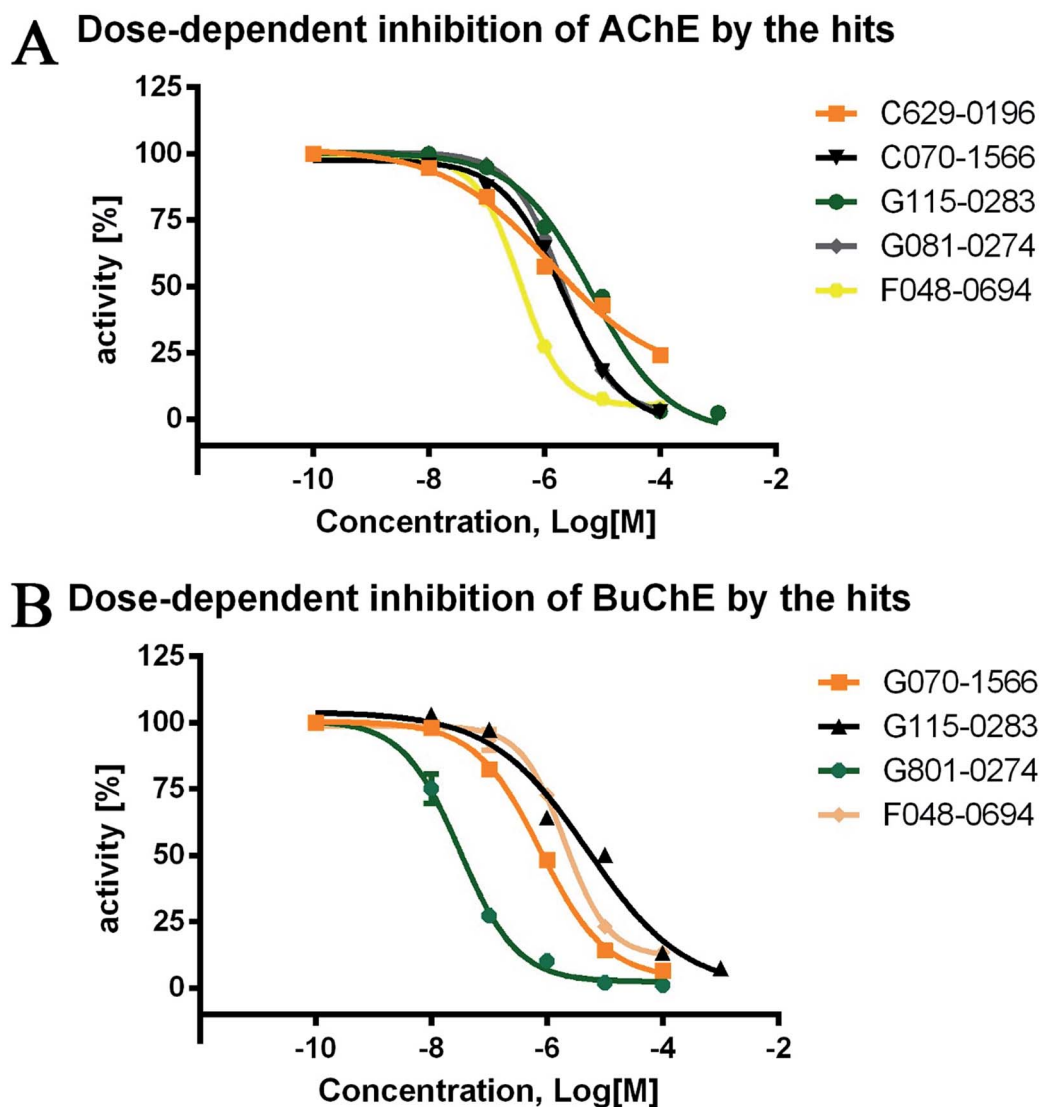 A Dose-dependent inhibition of AChE by the hits
125
100
75
50
25
0
activity [%]
-10 -8 -6 -4 -2
Concentration, Log[M]
C629-0196
C070-1566
G115-0283
G081-0274
F048-0694
B Dose-dependent inhibition of BuChE by the hits
125
100
75
50
25
0
activity [%]
-10 -8 -6 -4 -2
Concentration, Log[M]
G070-1566
G115-0283
G801-0274
F048-0694